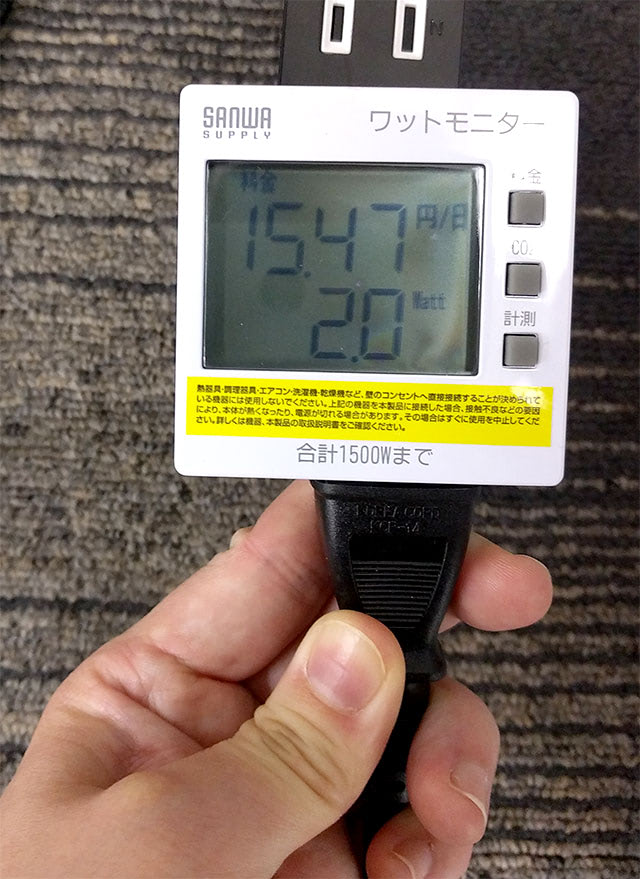 N
SANWA
SUPPLY
ワットモニター
料金
15.47 円/日
2.0 Watt
料金
CO₂
計測
熱器具・調理器具・エアコン・洗濯機・乾燥機など、壁のコンセントへ直接接続することが決められて
いる機器には使用しないでください。上記の機器を本製品に接続した場合、接触不良などの要因
により、本体が熱くなったり、電源が切れる場合があります。その場合はすぐに使用を中止してくだ
さい。詳しくは機器、本製品の取扱説明書をご確認ください。
合計1500Wまで